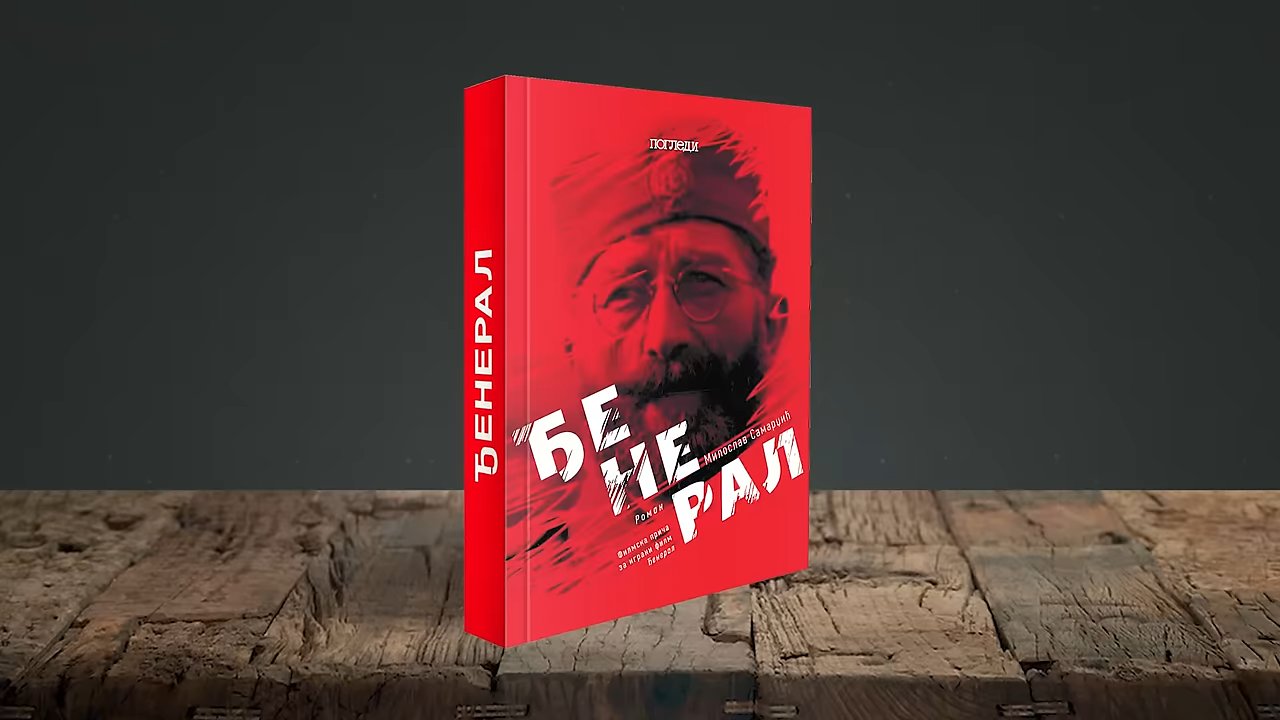 ЂЕНЕРАЛ
ПОГЛЕДИ
ЂЕ
НЕ
РАЛ
Милослав Самарџић
Роман
Филмска прича
за играни филм
Ђенерал